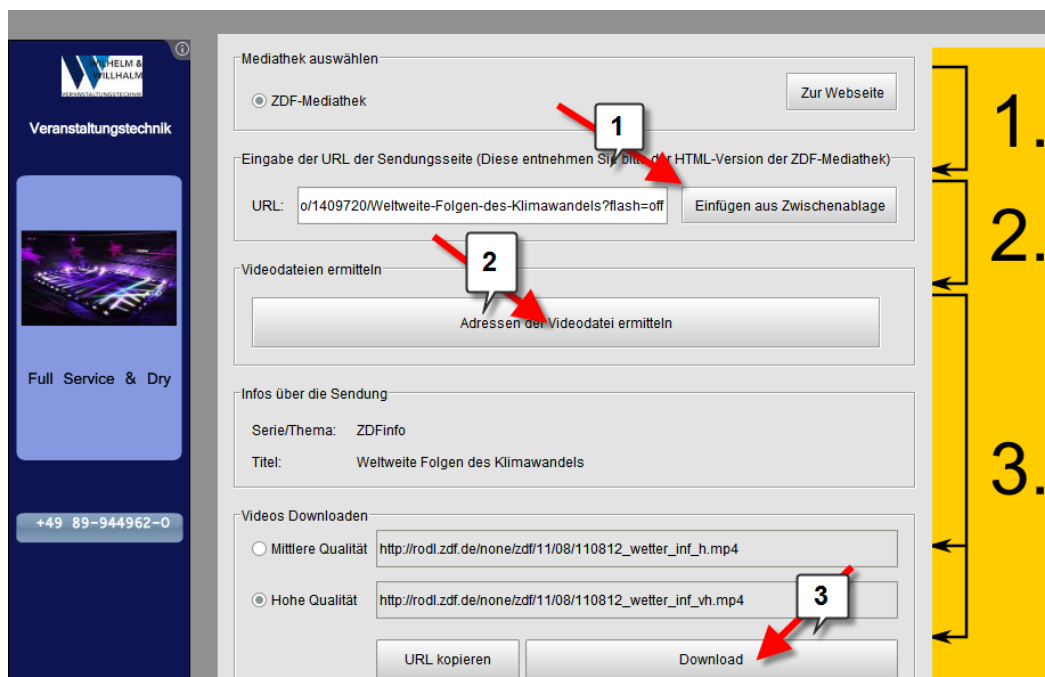 WILHELM &
WILLHALM
VERANSTALTUNGSTECHNIK
Veranstaltungstechnik
Full Service & Dry
+49 89-944962-0
Mediathek auswählen
ZDF-Mediathek
Zur Webseite
1
Eingabe der URL der Sendungsseite (Diese entnehmen Sie bitte der HTML-Version der ZDF-Mediathek)
URL: o/1409720/Weltweite-Folgen-des-Klimawandels?flash=off Einfügen aus Zwischenablage
2
Videodateien ermitteln
Adressen der Videodatei ermitteln
Infos über die Sendung
Serie/Thema: ZDFinfo
Titel: Weltweite Folgen des Klimawandels
Videos Downloaden
Mittlere Qualität http://rodl.zdf.de/none/zdf/11/08/110812_wetter_inf_h.mp4
Hohe Qualität http://rodl.zdf.de/none/zdf/11/08/110812_wetter_inf_vh.mp4
3
URL kopieren Download
1.
2.
3.